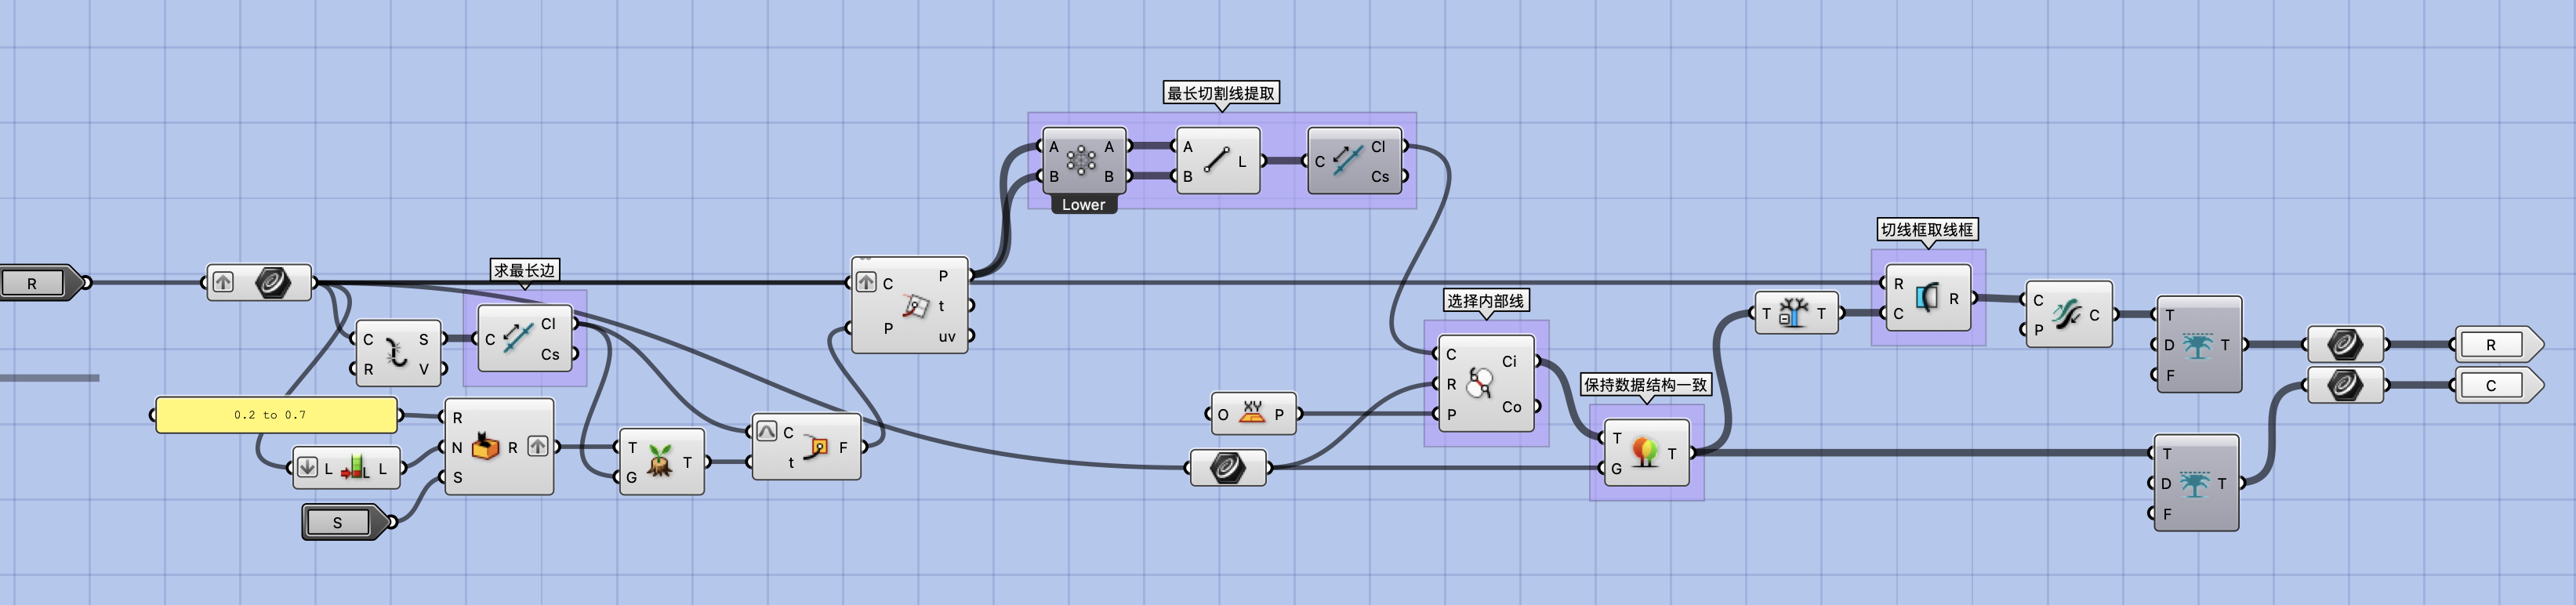 最长切割线提取
A A
B B
Lower
A L
B
C Cl
Cs
切线框取线框
R
求最长边
C P
t
P uv
选择内部线
R R
C
T T
C C
P
T
D T
F
R
C S
R V
C Cl
Cs
C Ci
R
P Co
保持数据结构一致
C
0.2 to 0.7
R
N R
S
L L
T T
G
C F
t
O P
T T
G
T
D T
F
S